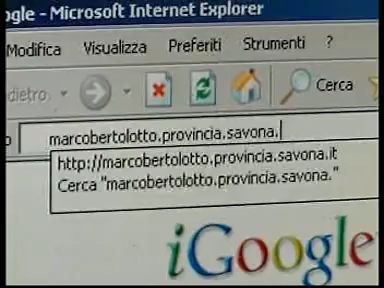 ogle - Microsoft Internet Explorer
Modifica Visualizza Preferiti Strumenti ?
dietro Cerca
marcobertolotto.provincia.savona.
http://marcobertolotto.provincia.savona.it
Cerca "marcobertolotto.provincia.savona."
iGoogle